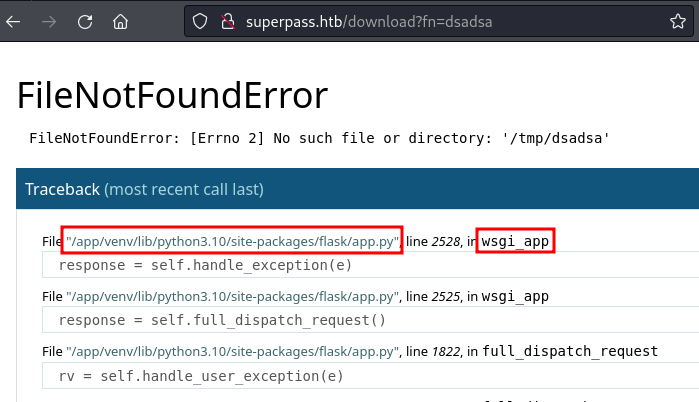 superpass.htb/download?fn=dsadsa
FileNotFoundError
FileNotFoundError: [Errno 2] No such file or directory: '/tmp/dsadsa'
Traceback (most recent call last)
File "/app/venv/lib/python3.10/site-packages/flask/app.py", line 2528, in wsgi_app
response = self.handle_exception(e)
File "/app/venv/lib/python3.10/site-packages/flask/app.py", line 2525, in wsgi_app
response = self.full_dispatch_request()
File "/app/venv/lib/python3.10/site-packages/flask/app.py", line 1822, in full_dispatch_request
rv = self.handle_user_exception(e)